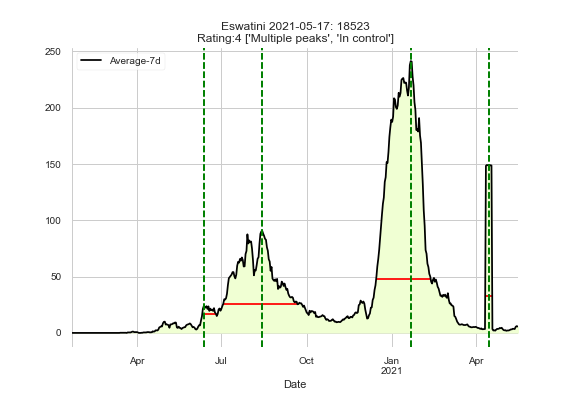 Eswatini 2021-05-17: 18523
Rating:4 ['Multiple peaks', 'In control']
250
Average-7d
200
150
100
50
0
Apr Jul Oct Jan Apr
2021
Date